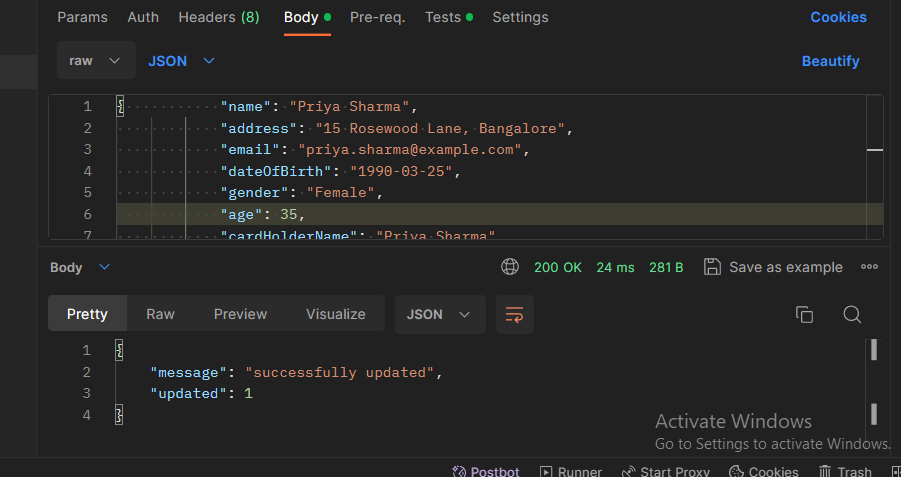 Params Auth Headers (8) Body Pre-req. Tests Settings Cookies
raw JSON Beautify
1 { "name": "Priya Sharma",
2 "address": "15 Rosewood Lane, Bangalore",
3 "email": "priya.sharma@example.com",
4 "dateOfBirth": "1990-03-25",
5 "gender": "Female",
6 "age": 35,
7 "cardHolderName": "Priya Sharma"
Body 200 OK 24 ms 281 B Save as example
Pretty Raw Preview Visualize JSON
1 {
2 "message": "successfully updated",
3 "updated": 1
4 }
Activate Windows
Go to Settings to activate Windows.
Postbot Runner Start Proxy Cookies Trash